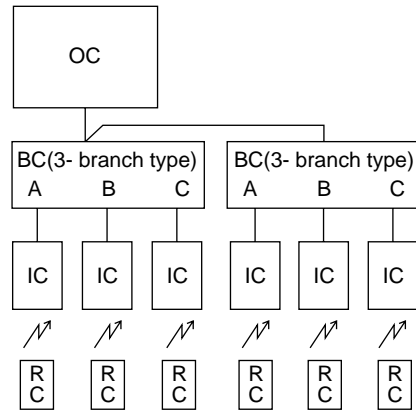 OC
BC(3- branch type) BC(3- branch type)
A B C A B C
IC IC IC IC IC IC
R R R R R R
C C C C C C